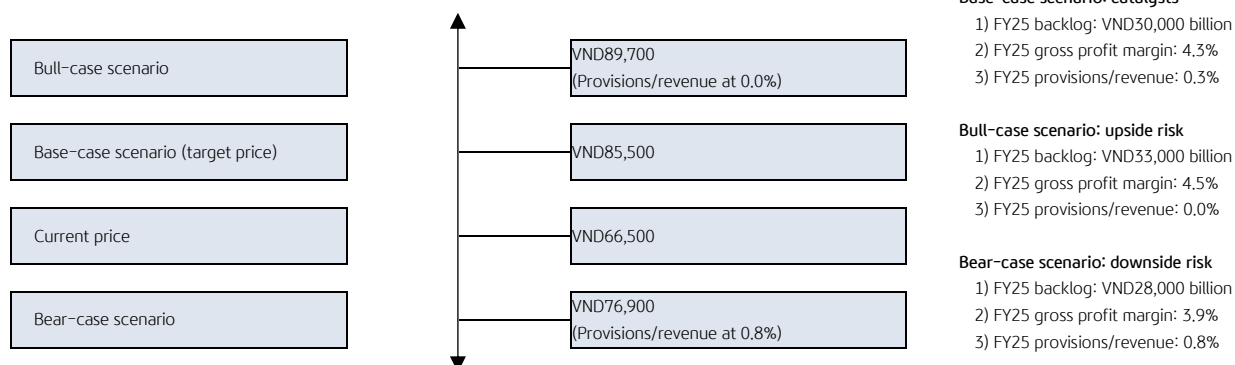 Bull-case scenario
VND89,700
(Provisions/revenue at 0.0%)
Base-case scenario (target price)
VND85,500
Current price
VND66,500
Bear-case scenario
VND76,900
(Provisions/revenue at 0.8%)
Base-case scenario: catalysts
1) FY25 backlog: VND30,000 billion
2) FY25 gross profit margin: 4.3%
3) FY25 provisions/revenue: 0.3%
Bull-case scenario: upside risk
1) FY25 backlog: VND33,000 billion
2) FY25 gross profit margin: 4.5%
3) FY25 provisions/revenue: 0.0%
Bear-case scenario: downside risk
1) FY25 backlog: VND28,000 billion
2) FY25 gross profit margin: 3.9%
3) FY25 provisions/revenue: 0.8%